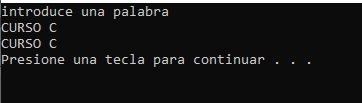 introduce una palabra
CURSO C
CURSO C
Presione una tecla para continuar . . .